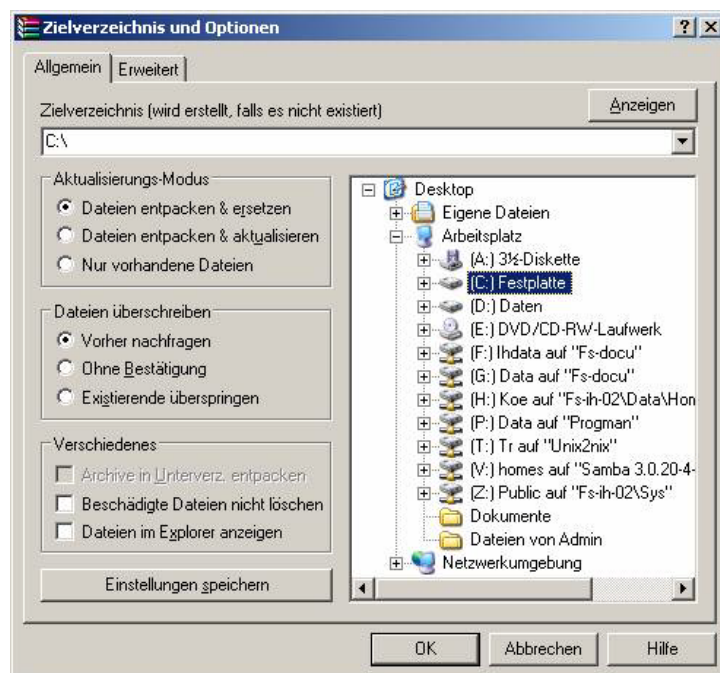 Zielverzeichnis und Optionen
Allgemein
Erweitert
Zielverzeichnis (wird erstellt, falls es nicht existiert)
Anzeigen
C:\
Aktualisierungs-Modus
Dateien entpacken & ersetzen
Dateien entpacken & aktualisieren
Nur vorhandene Dateien
Dateien überschreiben
Vorher nachfragen
Ohne Bestätigung
Existierende überspringen
Verschiedenes
Archive in Unterverz. entpacken
Beschädigte Dateien nicht löschen
Dateien im Explorer anzeigen
Einstellungen speichern
Desktop
Eigene Dateien
Arbeitsplatz
(A:) 3½-Diskette
(C:) Festplatte
(D:) Daten
(E:) DVD/CD-RW-Laufwerk
(F:) Ihdata auf "Fs-docu"
(G:) Data auf "Fs-docu"
(H:) Koe auf "Fs-ih-02\Data\Hon
(P:) Data auf "Progman"
(T:) Tr auf "Unix2nix"
(V:) homes auf "Samba 3.0.20-4-
(Z:) Public auf "Fs-ih-02\Sys"
Dokumente
Dateien von Admin
Netzwerkumgebung
OK
Abbrechen
Hilfe